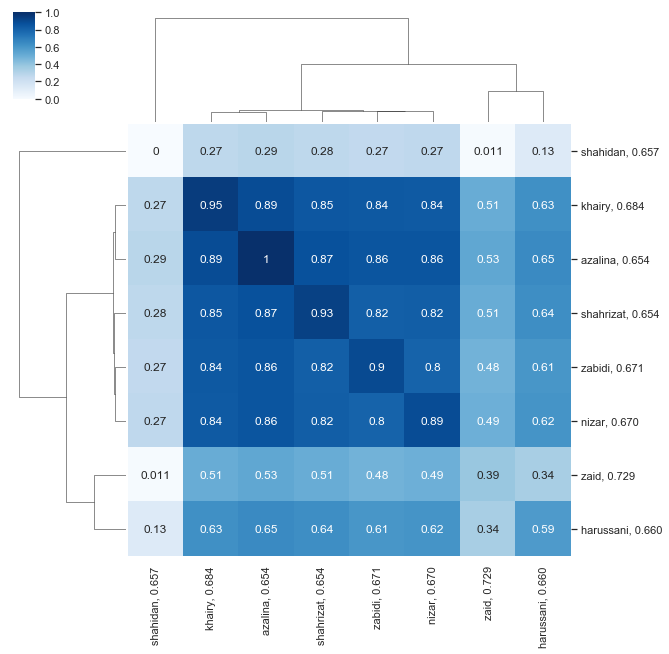 1.0
0.8
0.6
0.4
0.2
0.0
0 0.27 0.29 0.28 0.27 0.27 0.011 0.13 shahidan, 0.657
0.27 0.95 0.89 0.85 0.84 0.84 0.51 0.63 khairy, 0.684
0.29 0.89 1 0.87 0.86 0.86 0.53 0.65 azalina, 0.654
0.28 0.85 0.87 0.93 0.82 0.82 0.51 0.64 shahrizat, 0.654
0.27 0.84 0.86 0.82 0.9 0.8 0.48 0.61 zabidi, 0.671
0.27 0.84 0.86 0.82 0.8 0.89 0.49 0.62 nizar, 0.670
0.011 0.51 0.53 0.51 0.48 0.49 0.39 0.34 zaid, 0.729
0.13 0.63 0.65 0.64 0.61 0.62 0.34 0.59 harussani, 0.660
shahidan, 0.657
khairy, 0.684
azalina, 0.654
shahrizat, 0.654
zabidi, 0.671
nizar, 0.670
zaid, 0.729
harussani, 0.660